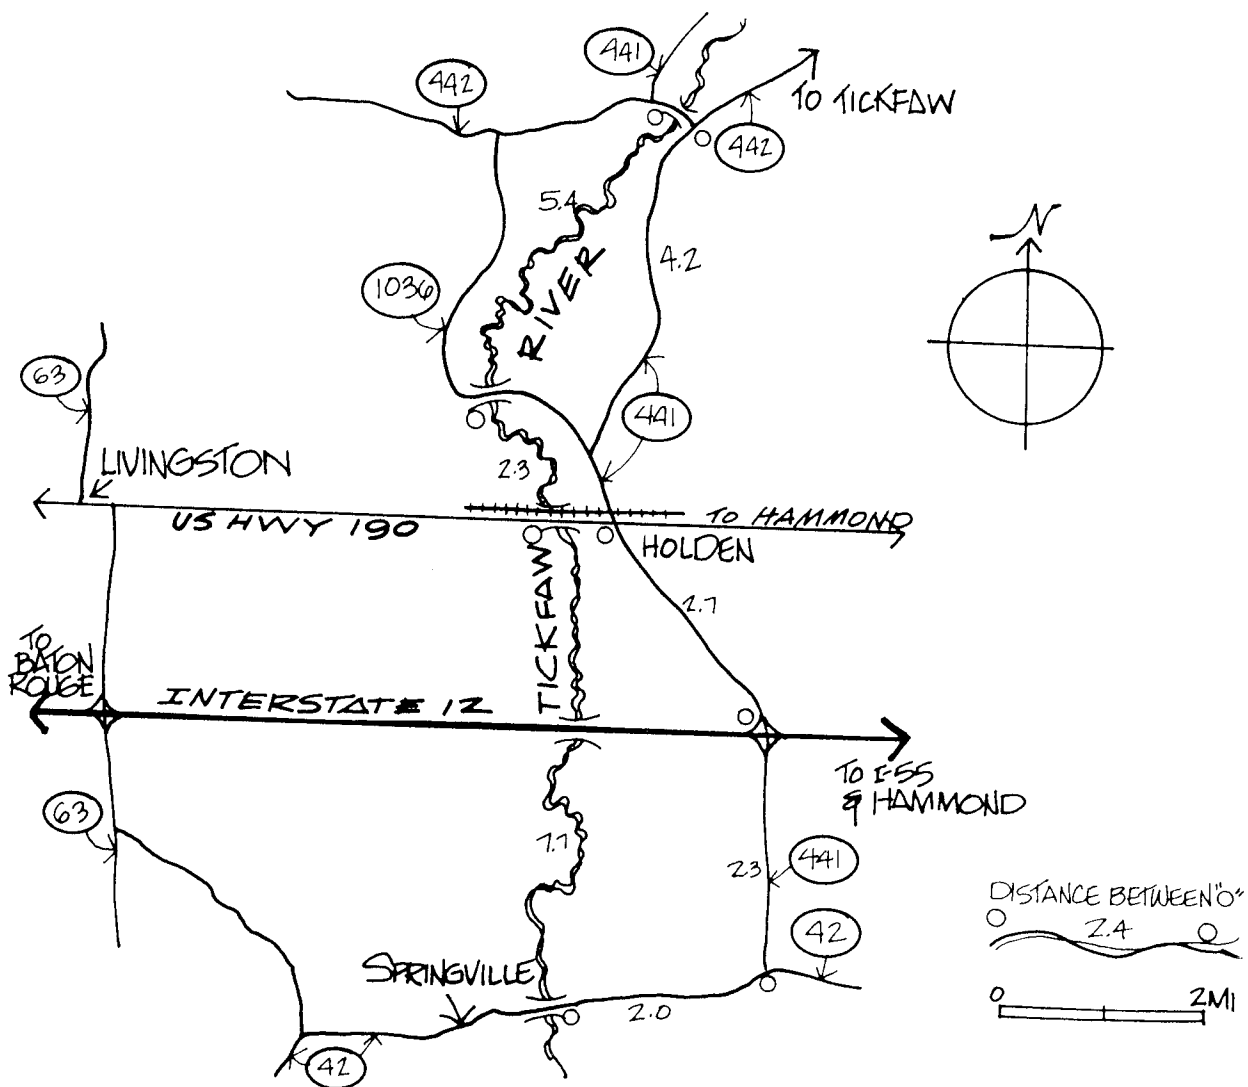 441
442
TO TICKFAW
442
5.4
4.2
N
1036
RIVER
63
441
LIVINGSTON
2.3
US HWY 190
TO HAMMOND
HOLDEN
TICKFAW
2.7
TO
BATON
ROUGE
INTERSTATE 12
TO I-55
& HAMMOND
63
7.7
2.3
441
DISTANCE BETWEEN "O"
2.4
42
SPRINGVILLE
0
2MI
2.0
42